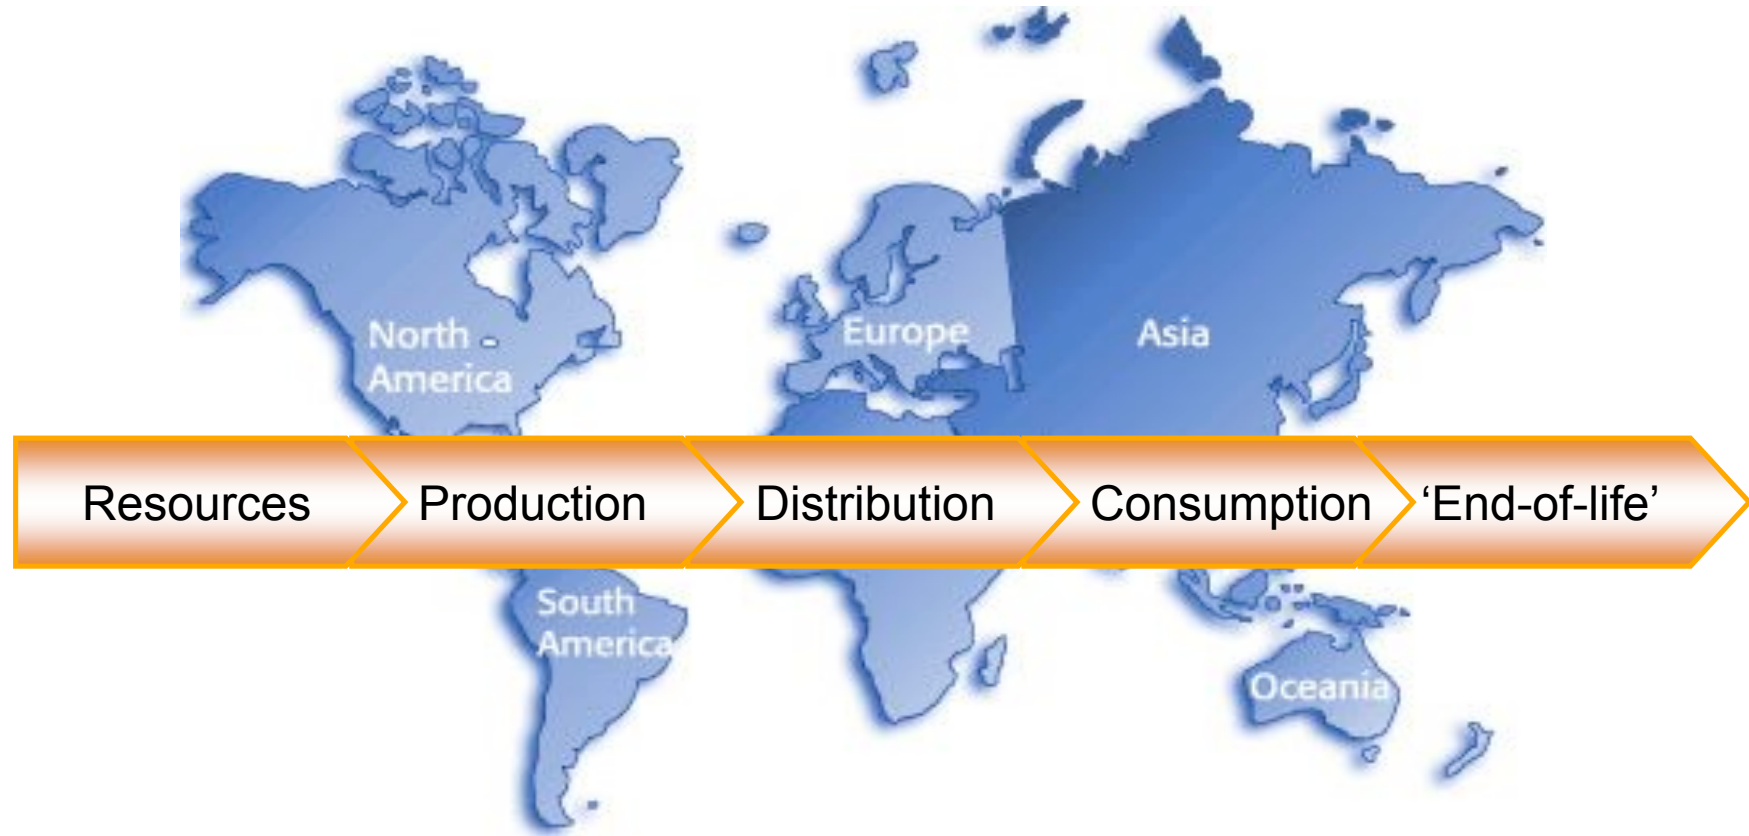 North
America
Europe
Asia
Resources
Production
Distribution
Consumption
‘End-of-life’
South
America
Oceania